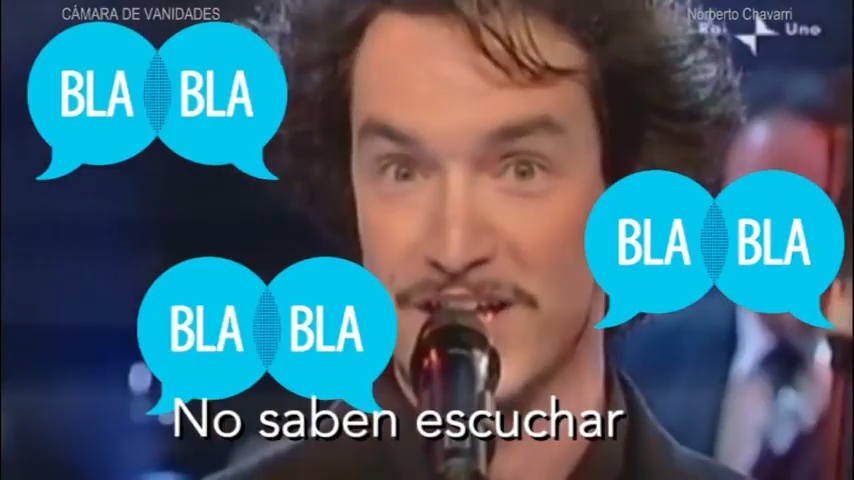 CÁMARA DE VANIDADES
Norberto Chavarri
Rai Uno
BLA BLA
BLA BLA
BLA BLA
No saben escuchar